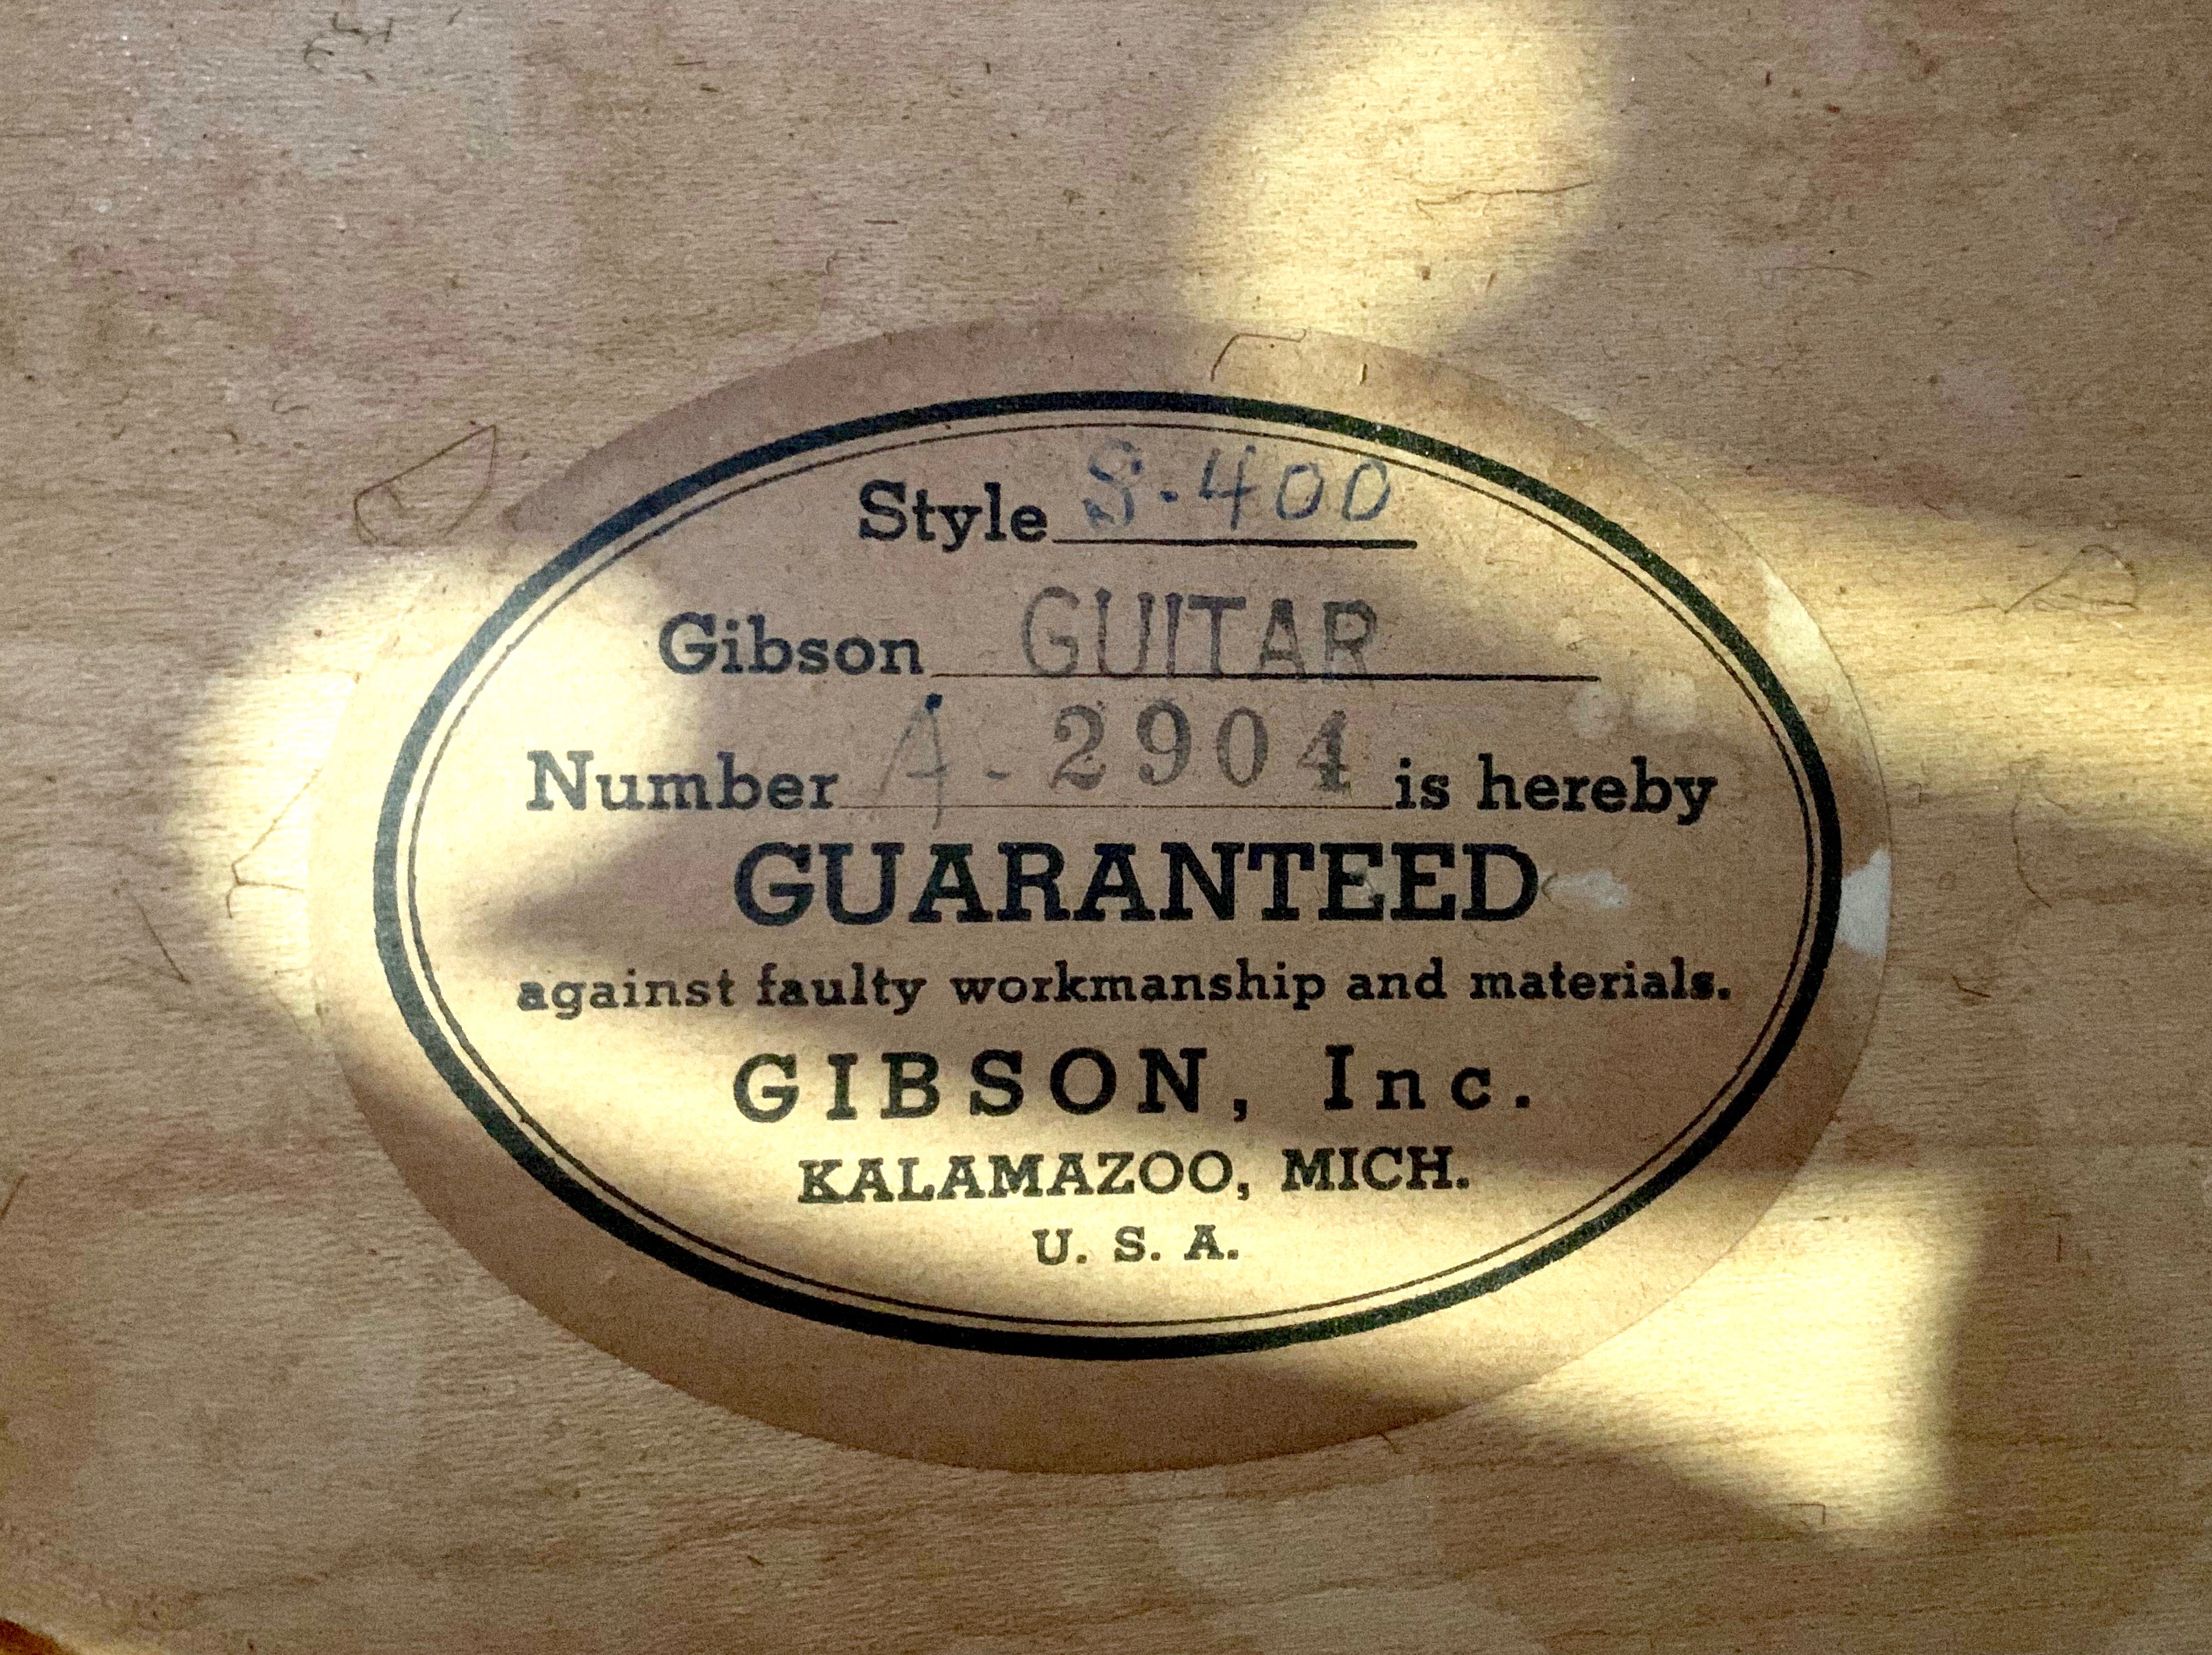 Style S-400
Gibson GUITAR
Number A-2904 is hereby
GUARANTEED
against faulty workmanship and materials.
GIBSON, Inc.
KALAMAZOO, MICH.
U. S. A.